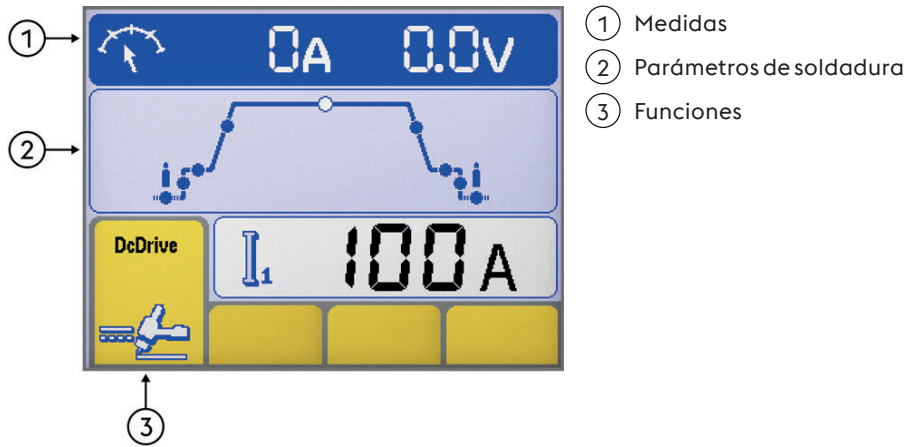 1 0A 0.0V
2
DcDrive I1 100A
3
1 Medidas
2 Parámetros de soldadura
3 Funciones